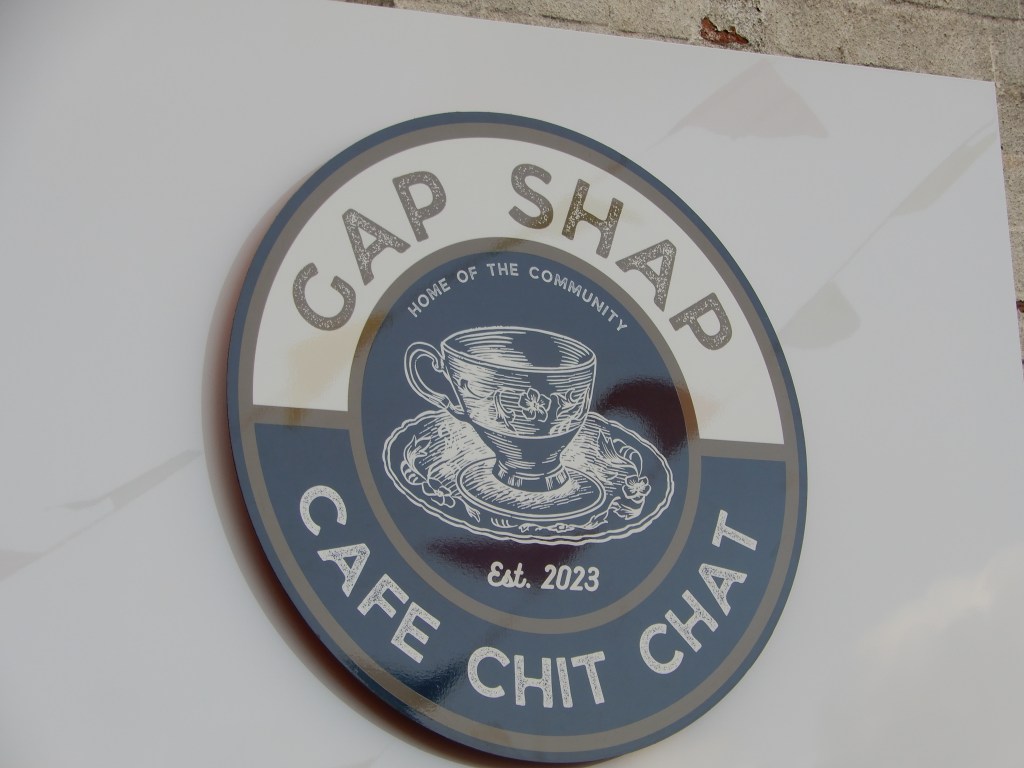 GAP SHAP
HOME OF THE COMMUNITY
Est. 2023
CAFE CHIT CHAT